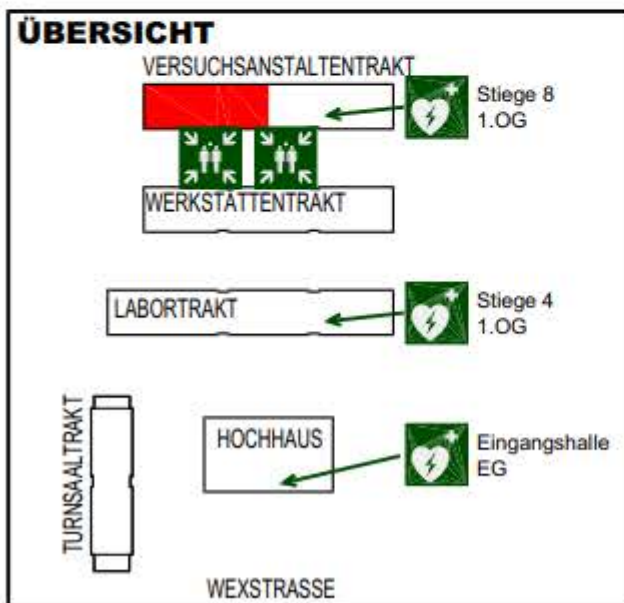 ÜBERSICHT
VERSUCHSANSTALTENTRAKT
Stiege 8
1.OG
WERKSTÄTTENTRAKT
LABORTRAKT
Stiege 4
1.OG
TURNSAALTRAKT
HOCHHAUS
Eingangshalle
EG
WEXSTRASSE